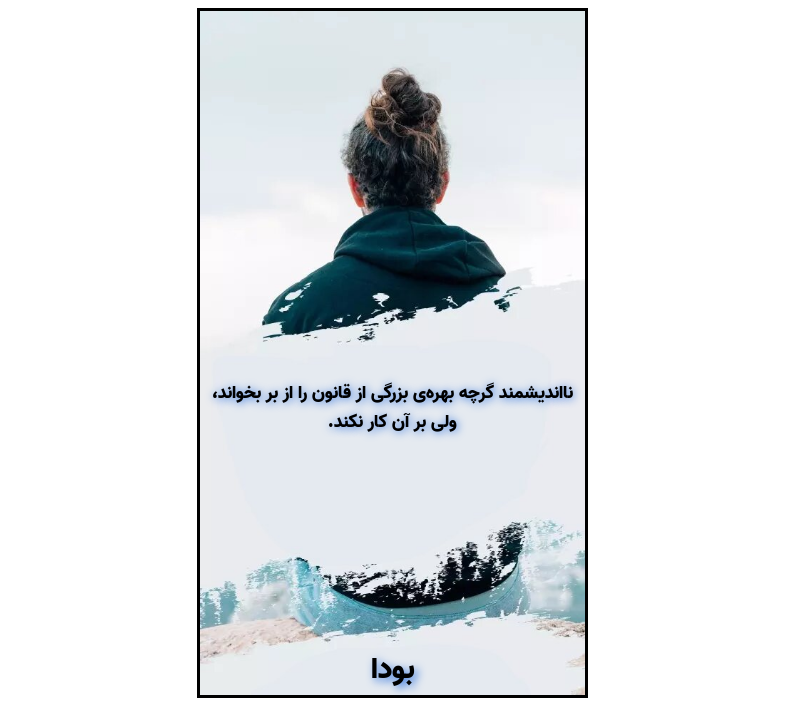 نااندیشمند گرچه بهره‌ی بزرگی از قانون را از بر بخواند،
ولی بر آن کار نکند.
بودا